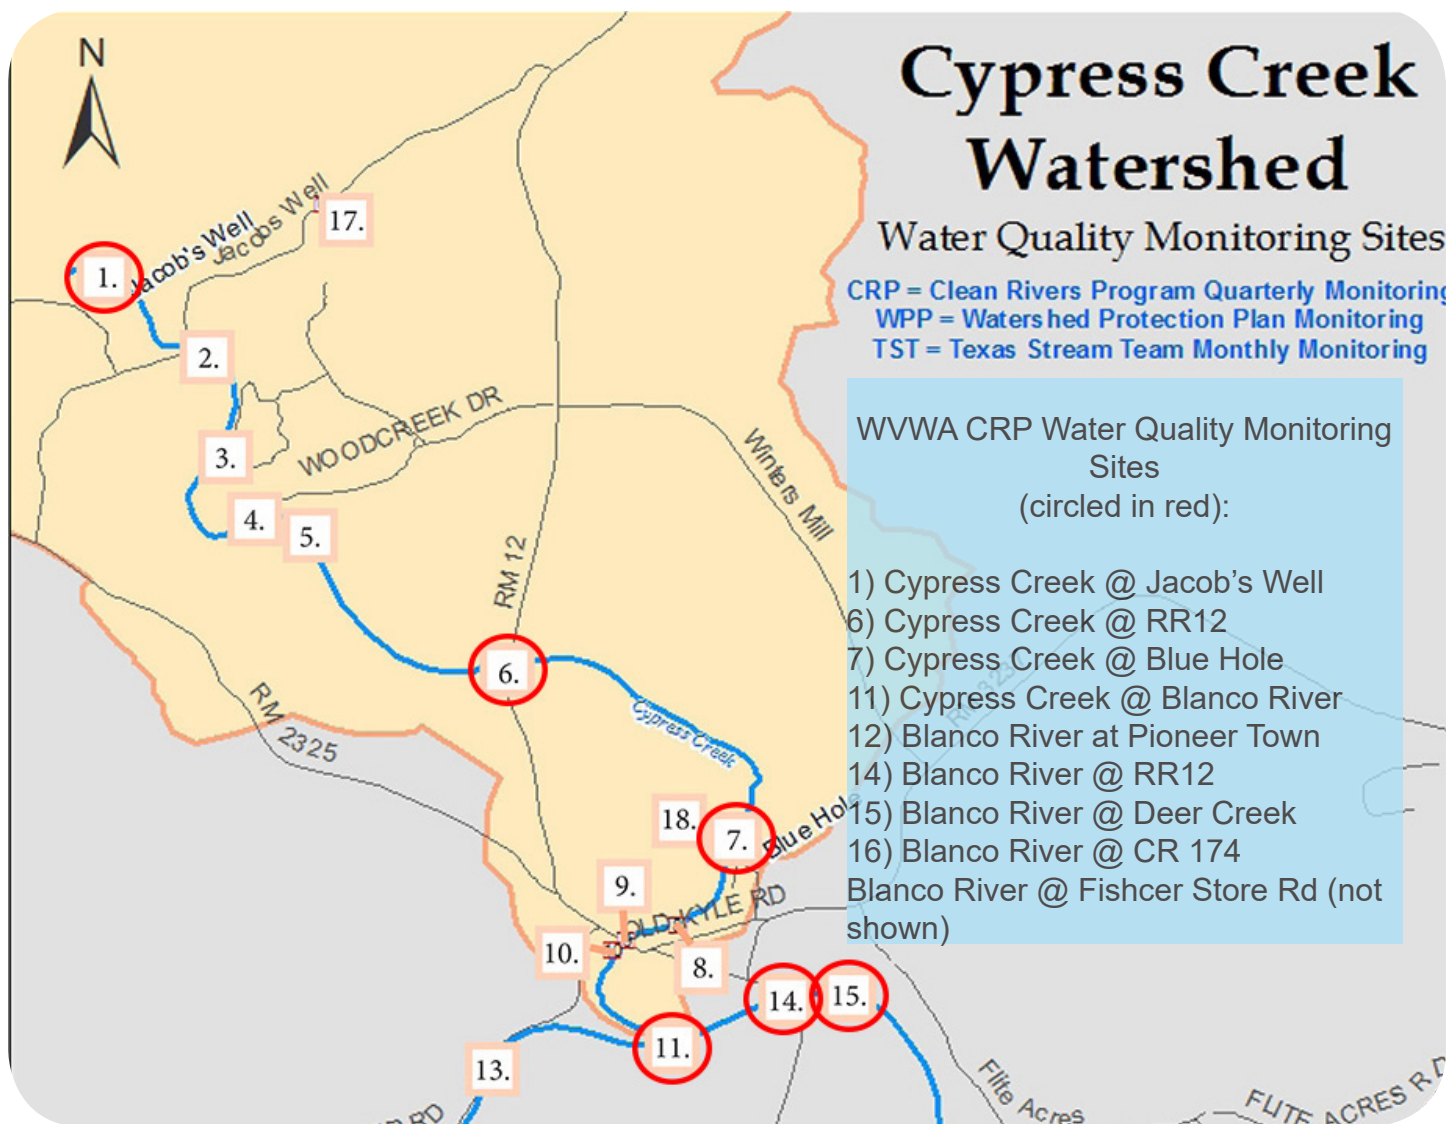 N
Cypress Creek
Watershed
Water Quality Monitoring Sites
CRP = Clean Rivers Program Quarterly Monitoring
WPP = Watershed Protection Plan Monitoring
TST = Texas Stream Team Monthly Monitoring
WVWA CRP Water Quality Monitoring
Sites
(circled in red):
1) Cypress Creek @ Jacob’s Well
6) Cypress Creek @ RR12
7) Cypress Creek @ Blue Hole
11) Cypress Creek @ Blanco River
12) Blanco River at Pioneer Town
14) Blanco River @ RR12
15) Blanco River @ Deer Creek
16) Blanco River @ CR 174
Blanco River @ Fishcer Store Rd (not
shown)
Jacobs Well
17.
Jacob's Well
1.
2.
3.
WOODCREEK DR
4.
5.
Winters Mill
RM 12
6.
RM 2325
Cypress Creek
18.
7.
Blue Hole
9.
OLD KYLE RD
10.
8.
14.
15.
11.
13.
RD
Flite Acres
FLITE ACRES RD